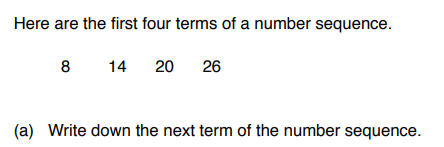 Here are the first four terms of a number sequence.
8 14 20 26
(a) Write down the next term of the number sequence.